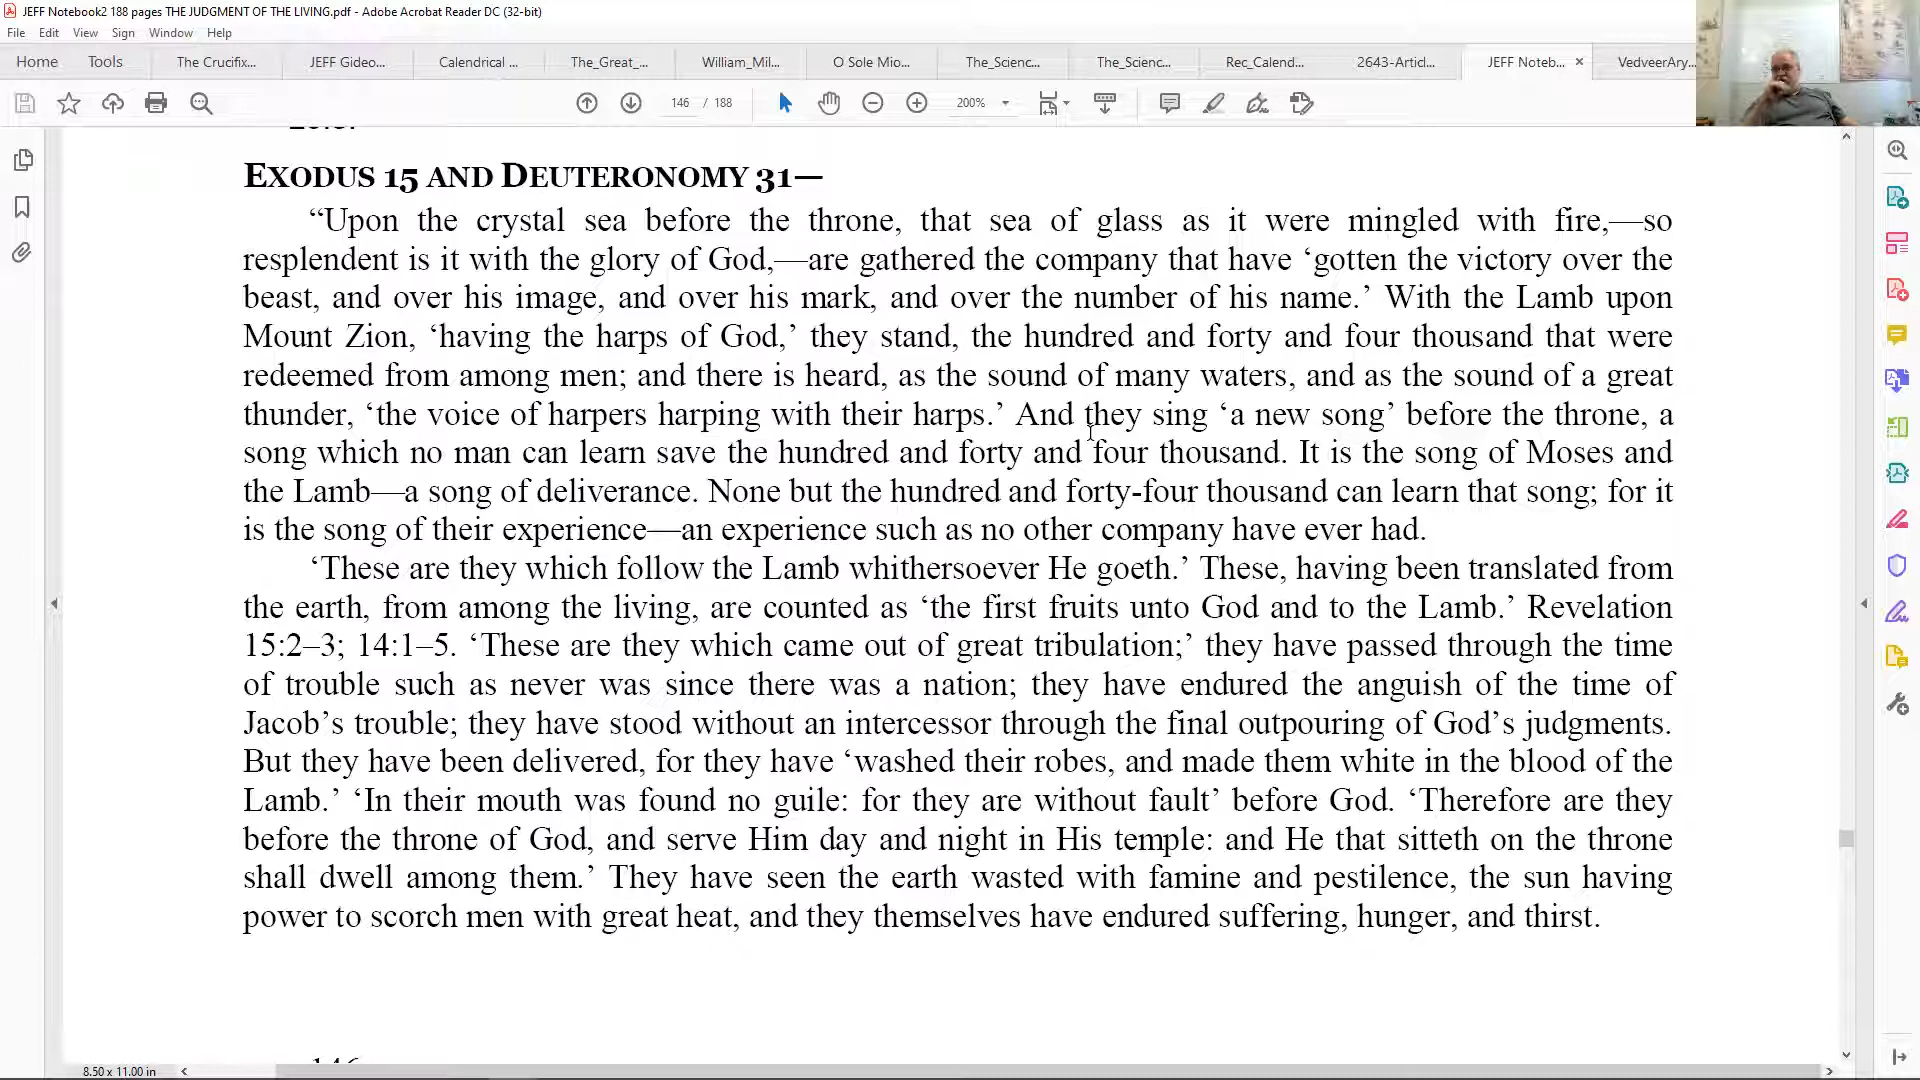 JEFF Notebook2 188 pages THE JUDGMENT OF THE LIVING.pdf - Adobe Acrobat Reader DC (32-bit)
File Edit View Sign Window Help
Home Tools The Crucifix... JEFF Gideo... Calendrical ... The_Great_... William_Mil... O Sole Mio... The_Scienc... The_Scienc... Rec_Calend... 2643-Articl... JEFF Noteb... × VedveerAry...
146 / 188 200%
EXODUS 15 AND DEUTERONOMY 31—
“Upon the crystal sea before the throne, that sea of glass as it were mingled with fire,—so
resplendent is it with the glory of God,—are gathered the company that have ‘gotten the victory over the
beast, and over his image, and over his mark, and over the number of his name.’ With the Lamb upon
Mount Zion, ‘having the harps of God,’ they stand, the hundred and forty and four thousand that were
redeemed from among men; and there is heard, as the sound of many waters, and as the sound of a great
thunder, ‘the voice of harpers harping with their harps.’ And they sing ‘a new song’ before the throne, a
song which no man can learn save the hundred and forty and four thousand. It is the song of Moses and
the Lamb—a song of deliverance. None but the hundred and forty-four thousand can learn that song; for it
is the song of their experience—an experience such as no other company have ever had.
‘These are they which follow the Lamb whithersoever He goeth.’ These, having been translated from
the earth, from among the living, are counted as ‘the first fruits unto God and to the Lamb.’ Revelation
15:2–3; 14:1–5. ‘These are they which came out of great tribulation;’ they have passed through the time
of trouble such as never was since there was a nation; they have endured the anguish of the time of
Jacob’s trouble; they have stood without an intercessor through the final outpouring of God’s judgments.
But they have been delivered, for they have ‘washed their robes, and made them white in the blood of the
Lamb.’ ‘In their mouth was found no guile: for they are without fault’ before God. ‘Therefore are they
before the throne of God, and serve Him day and night in His temple: and He that sitteth on the throne
shall dwell among them.’ They have seen the earth wasted with famine and pestilence, the sun having
power to scorch men with great heat, and they themselves have endured suffering, hunger, and thirst.
146
8.50 x 11.00 in